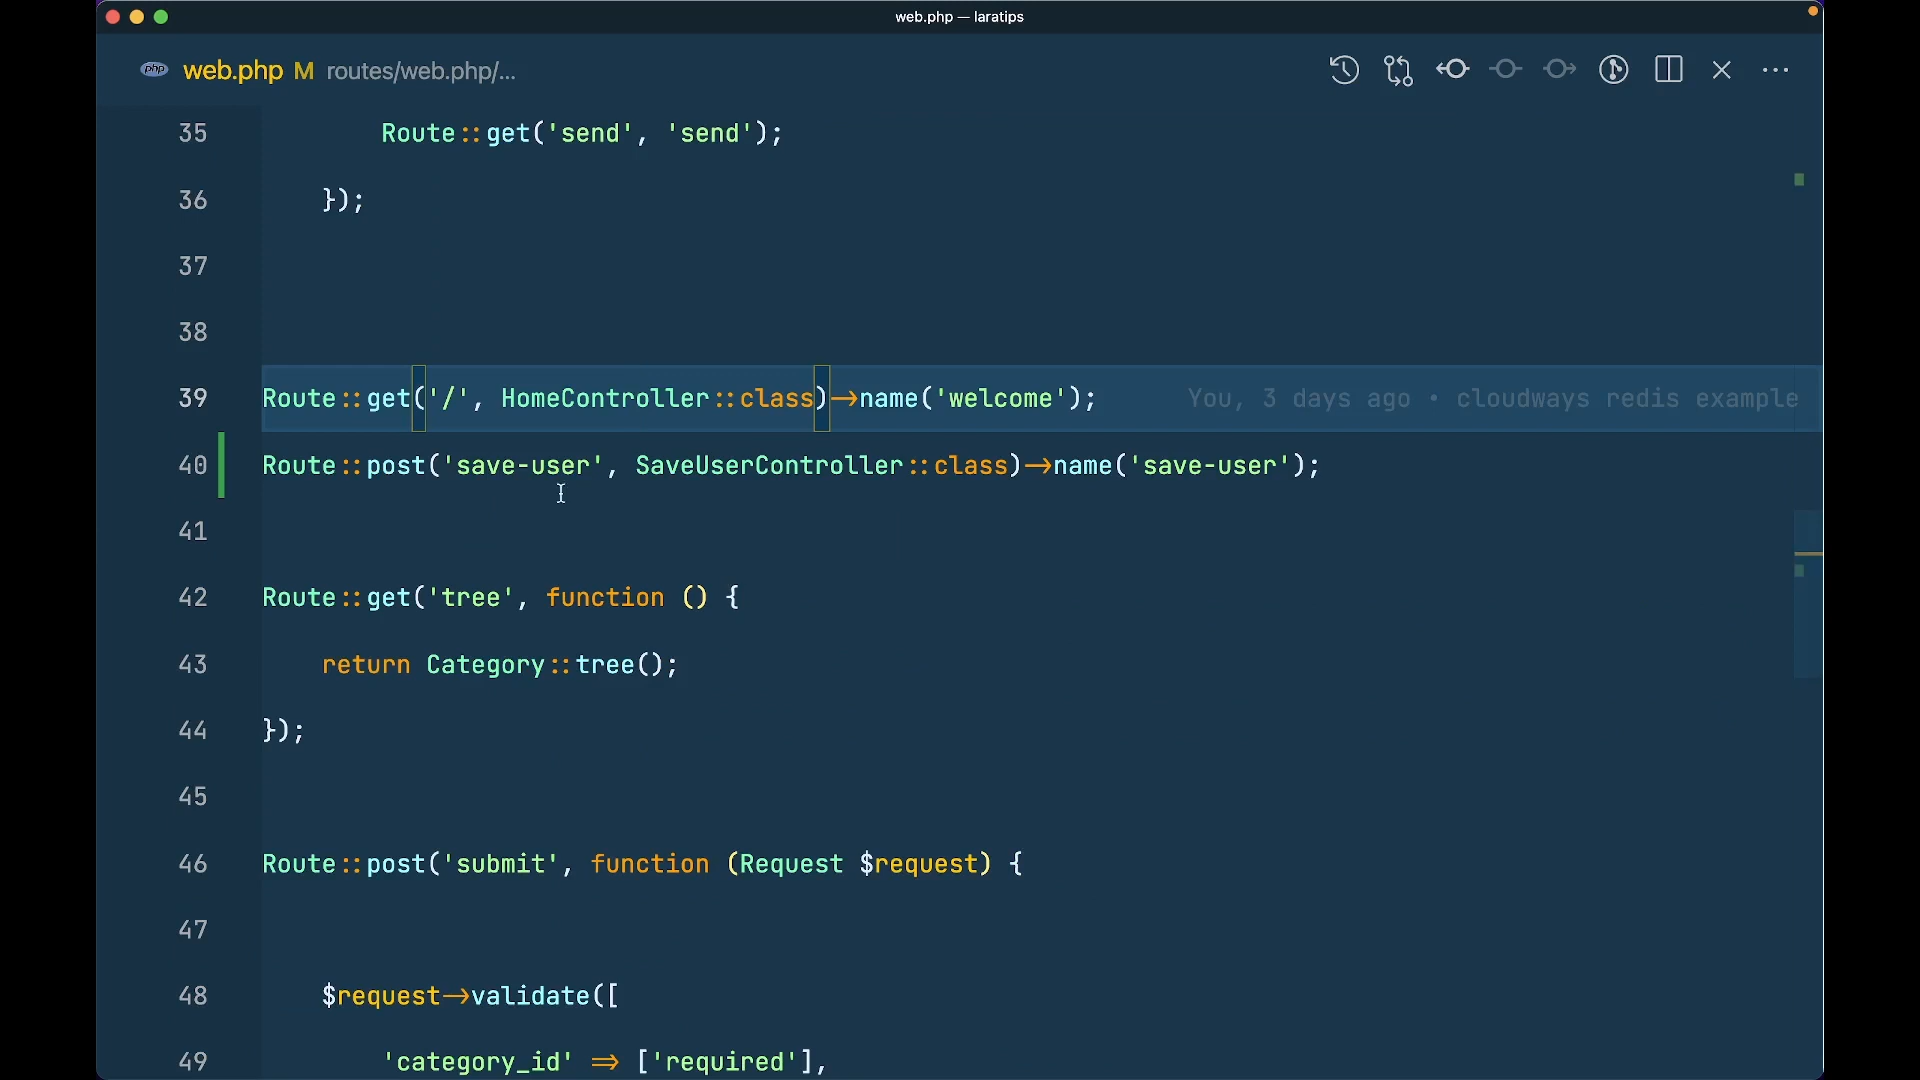 web.php — laratips
php web.php M routes/web.php/...
35 Route::get('send', 'send');
36 });
37
38
39 Route::get('/', HomeController::class)->name('welcome'); You, 3 days ago • cloudways redis example
40 Route::post('save-user', SaveUserController::class)->name('save-user');
41
42 Route::get('tree', function () {
43 return Category::tree();
44 });
45
46 Route::post('submit', function (Request $request) {
47
48 $request->validate([
49 'category_id' => ['required'],